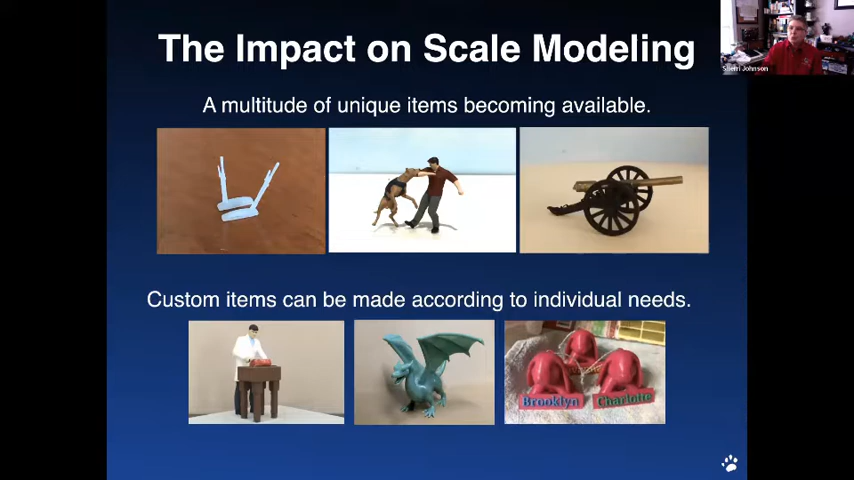 The Impact on Scale Modeling
Sherri Johnson
A multitude of unique items becoming available.
Custom items can be made according to individual needs.
Brooklyn
Charlotte